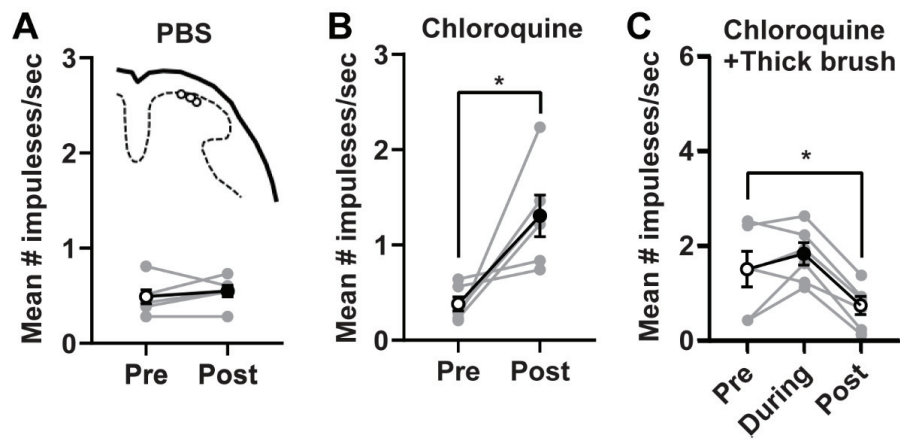 A
PBS
Mean # impuleses/sec
3
2
1
0
Pre Post
B
Chloroquine
Mean # impuleses/sec
3
2
1
0
*
Pre Post
C
Chloroquine
+Thick brush
Mean # impuleses/sec
6
4
2
0
*
Pre
During
Post